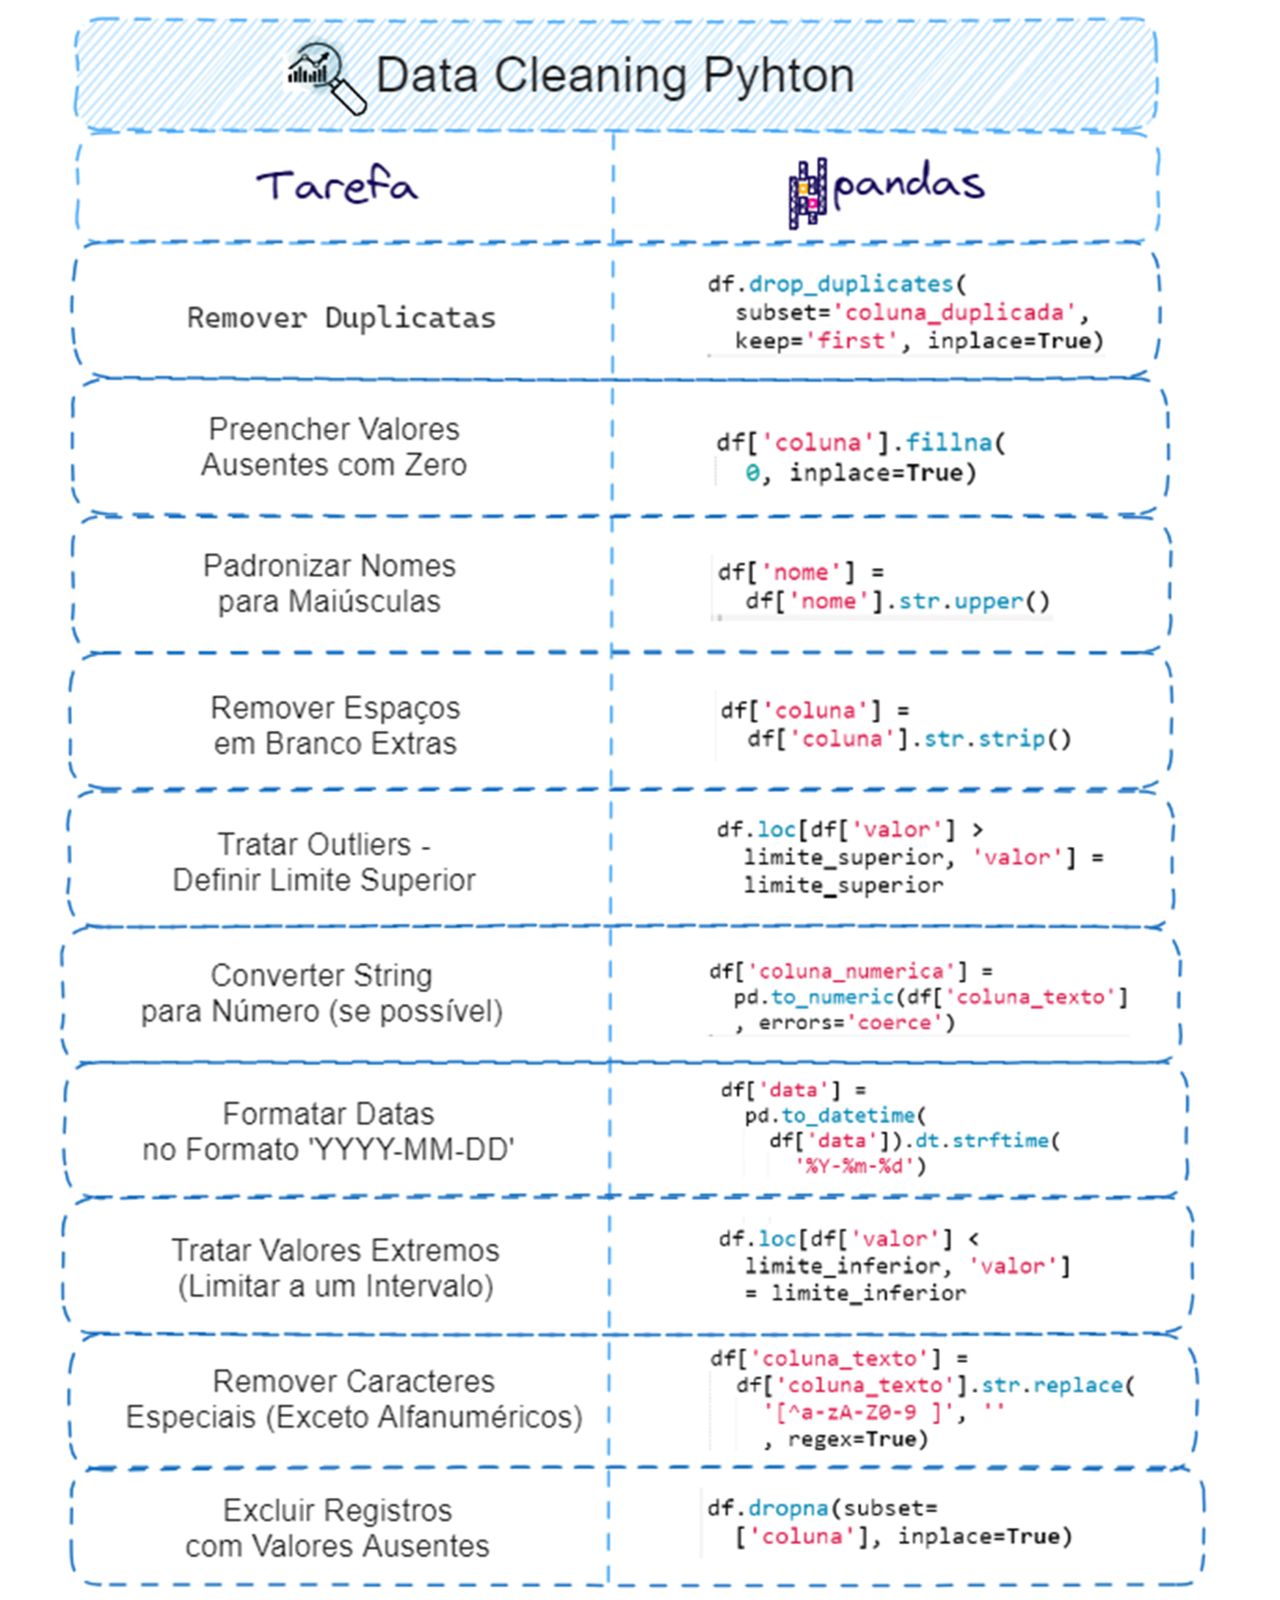 Data Cleaning Pyhton
Tarefa
pandas
Remover Duplicatas
df.drop_duplicates(
subset='coluna_duplicada',
keep='first', inplace=True)
Preencher Valores
Ausentes com Zero
df['coluna'].fillna(
0, inplace=True)
Padronizar Nomes
para Maiúsculas
df['nome'] =
df['nome'].str.upper()
Remover Espaços
em Branco Extras
df['coluna'] =
df['coluna'].str.strip()
Tratar Outliers -
Definir Limite Superior
df.loc[df['valor'] >
limite_superior, 'valor'] =
limite_superior
Converter String
para Número (se possível)
df['coluna_numerica'] =
pd.to_numeric(df['coluna_texto']
, errors='coerce')
Formatar Datas
no Formato 'YYYY-MM-DD'
df['data'] =
pd.to_datetime(
df['data']).dt.strftime(
'%Y-%m-%d')
Tratar Valores Extremos
(Limitar a um Intervalo)
df.loc[df['valor'] <
limite_inferior, 'valor']
= limite_inferior
Remover Caracteres
Especiais (Exceto Alfanuméricos)
df['coluna_texto'] =
df['coluna_texto'].str.replace(
'[^a-zA-Z0-9 ]', ''
, regex=True)
Excluir Registros
com Valores Ausentes
df.dropna(subset=
['coluna'], inplace=True)